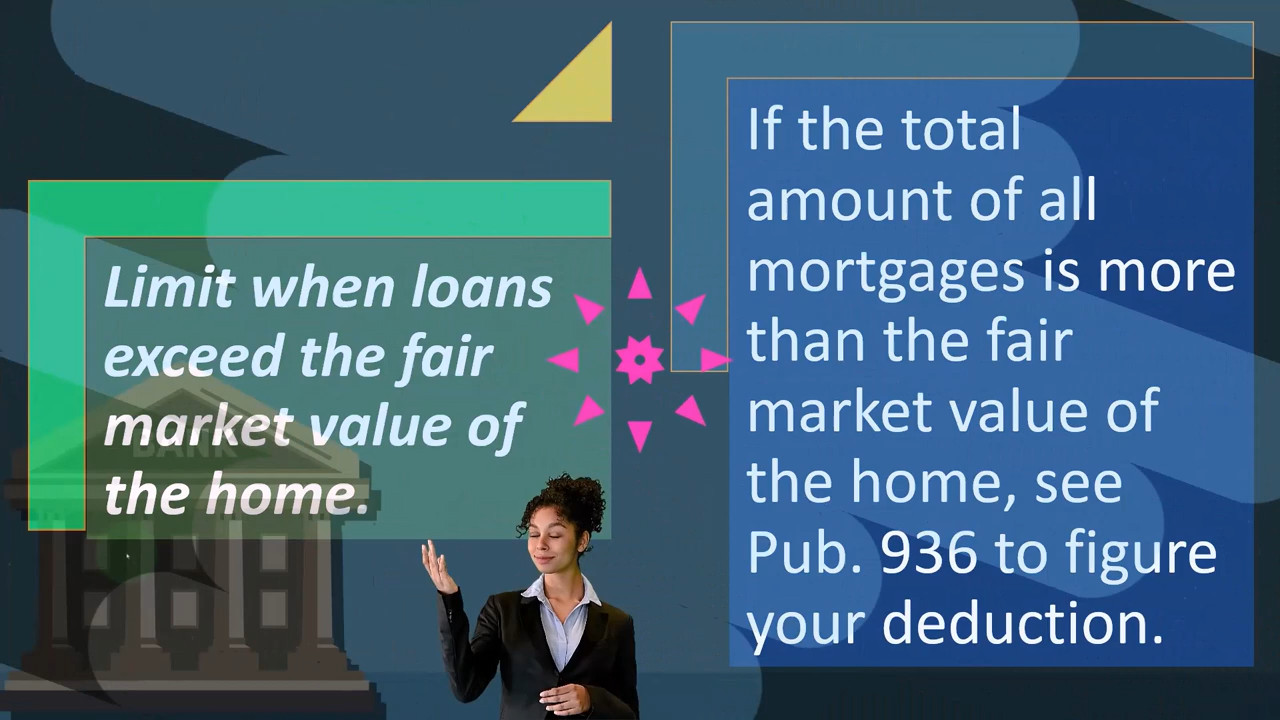 Limit when loans
exceed the fair
market value of
the home.
BANK
If the total
amount of all
mortgages is more
than the fair
market value of
the home, see
Pub. 936 to figure
your deduction.